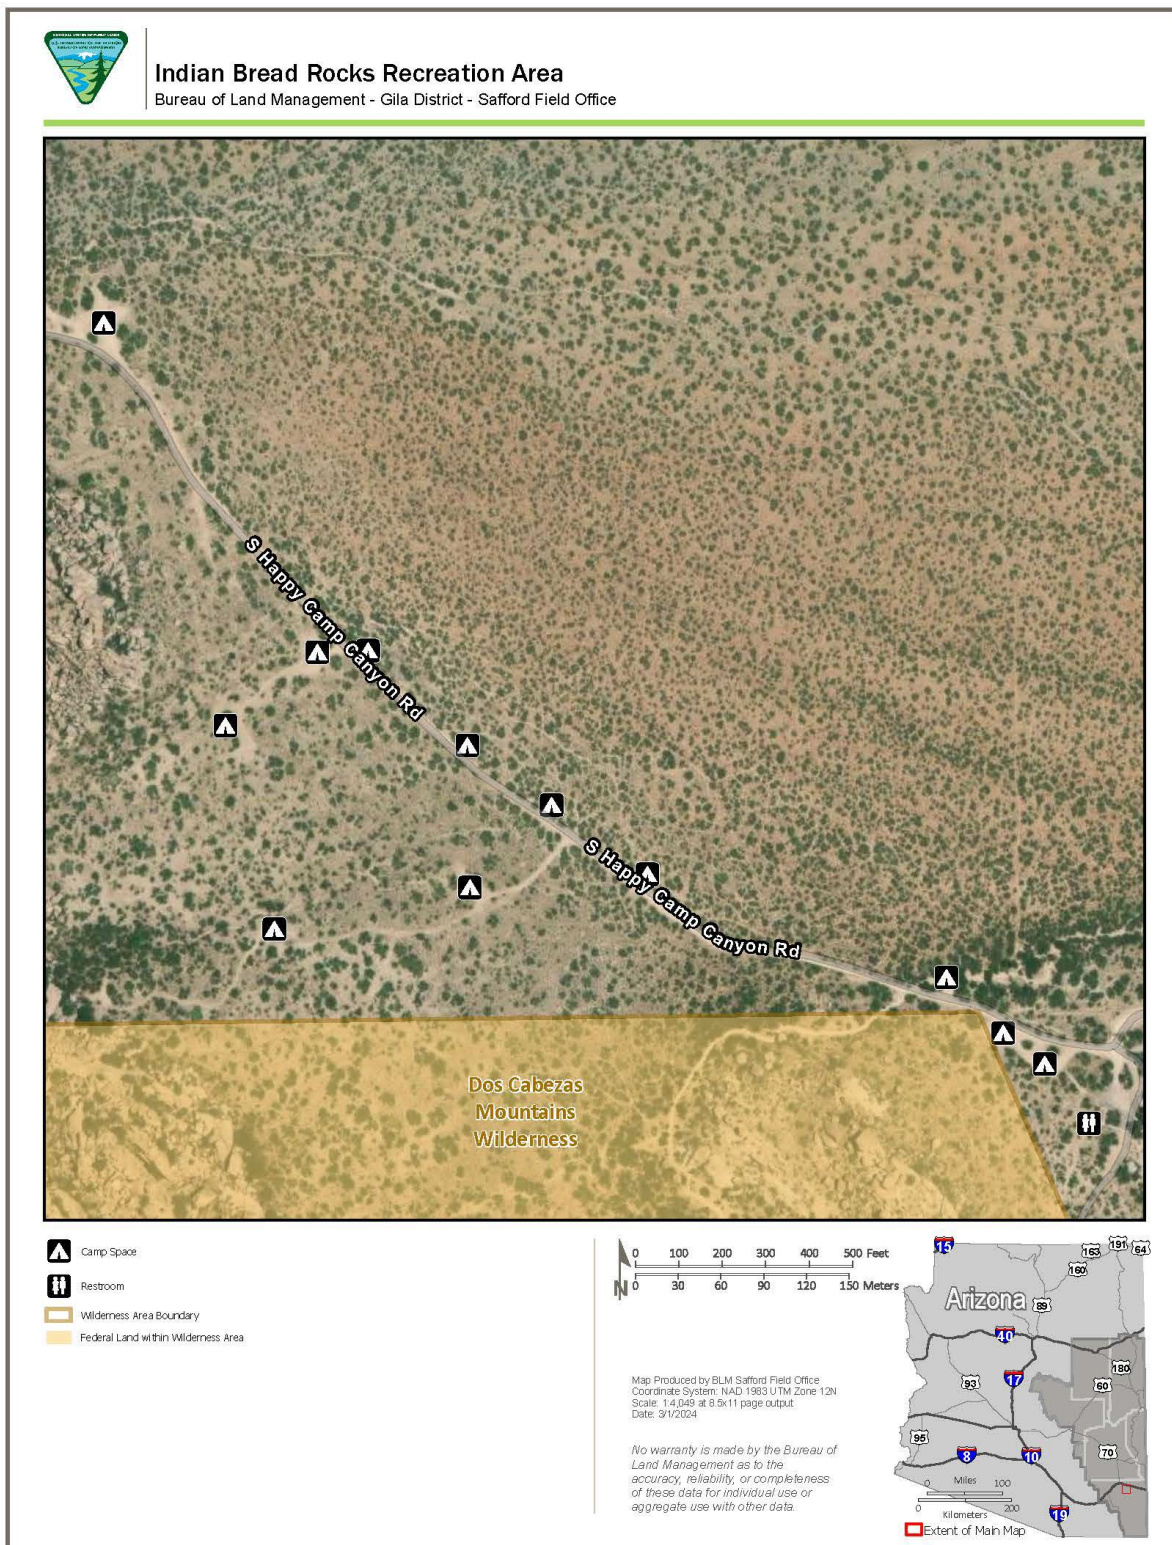 Indian Bread Rocks Recreation Area
Bureau of Land Management - Gila District - Safford Field Office
S Happy Camp Canyon Rd
S Happy Camp Canyon Rd
Dos Cabezas
Mountains
Wilderness
Camp Space
Restroom
Wilderness Area Boundary
Federal Land within Wilderness Area
N
0 100 200 300 400 500 Feet
0 30 60 90 120 150 Meters
Map Produced by BLM Safford Field Office
Coordinate System: NAD 1983 UTM Zone 12N
Scale: 1:4,049 at 8.5x11 page output
Date: 3/1/2024
No warranty is made by the Bureau of
Land Management as to the
accuracy, reliability, or completeness
of these data for individual use or
aggregate use with other data.
15
163
191
64
160
Arizona
89
40
180
17
93
60
95
70
8
10
0 Miles 100
0 Kilometers 200
19
Extent of Main Map